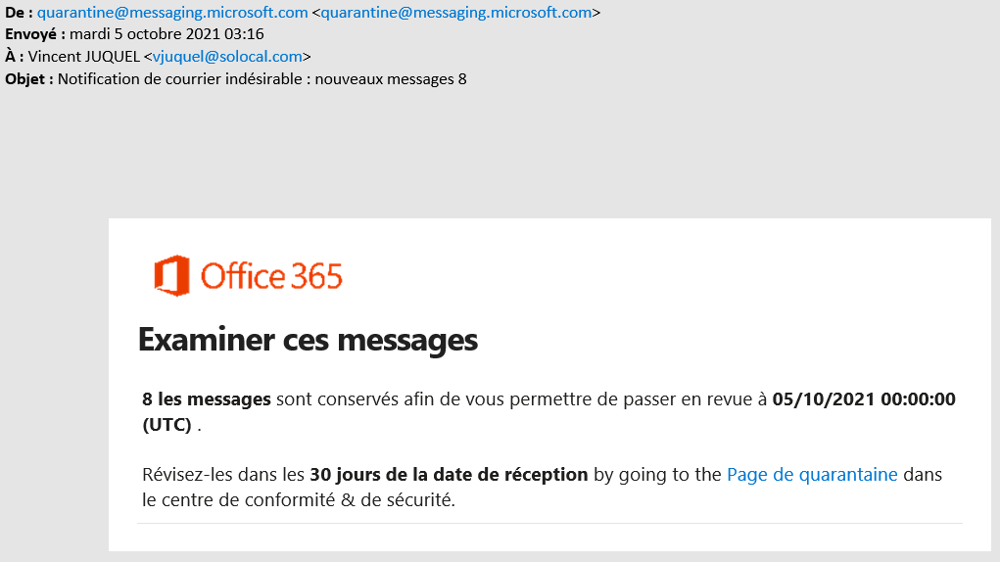 De : quarantine@messaging.microsoft.com <quarantine@messaging.microsoft.com>
Envoyé : mardi 5 octobre 2021 03:16
À : Vincent JUQUEL <vjuquel@solocal.com>
Objet : Notification de courrier indésirable : nouveaux messages 8
Office 365
Examiner ces messages
8 les messages sont conservés afin de vous permettre de passer en revue à 05/10/2021 00:00:00
(UTC) .
Révisez-les dans les 30 jours de la date de réception by going to the Page de quarantaine dans
le centre de conformité & de sécurité.